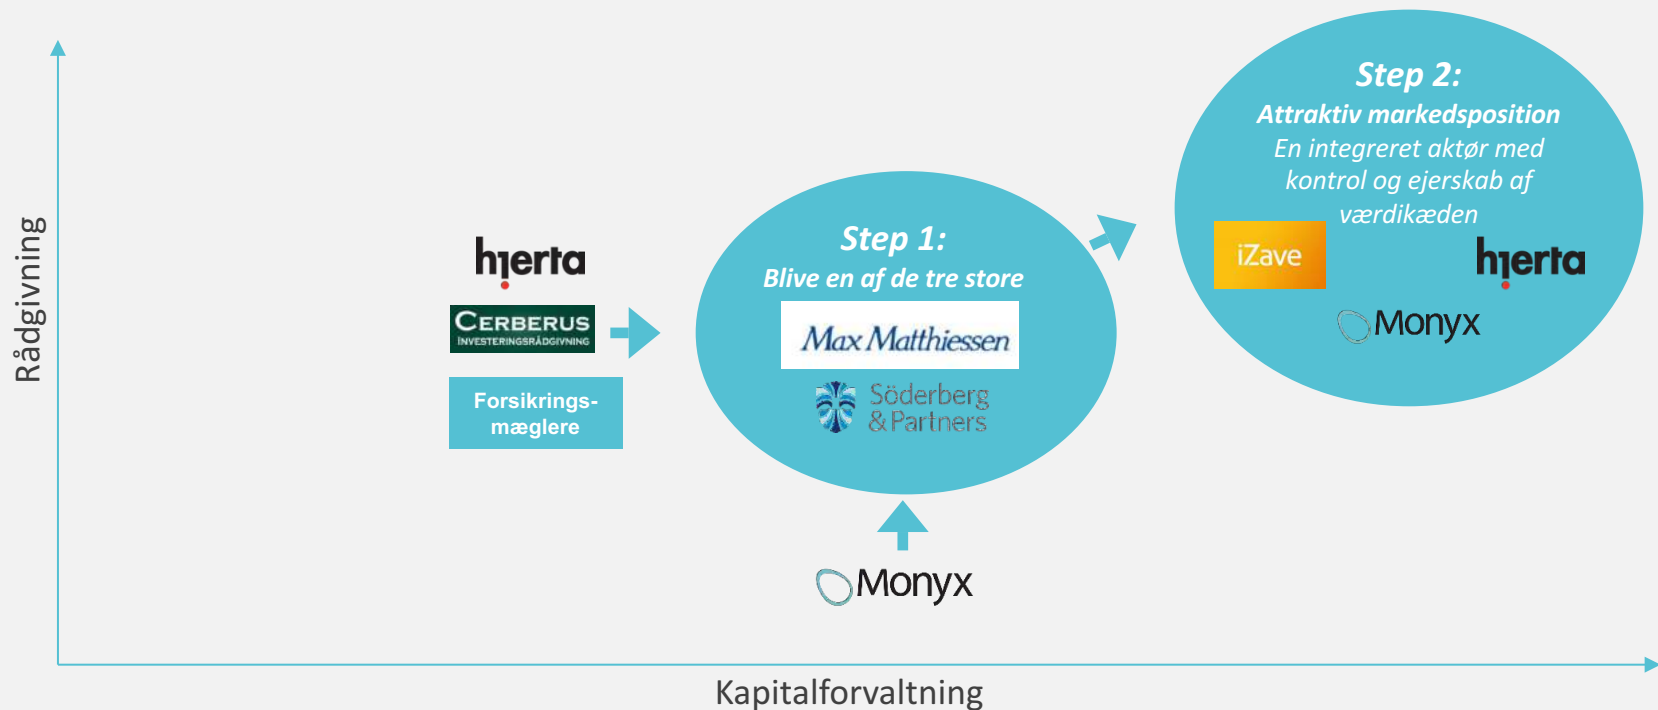 Rådgivning
hjerta
CERBERUS
INVESTERINGSRÅDGIVNING
Forsikrings-
mæglere
Step 1:
Blive en af de tre store
Max Matthiessen
Söderberg
& Partners
Monyx
Step 2:
Attraktiv markedsposition
En integreret aktør med
kontrol og ejerskab af
værdikæden
iZave
hjerta
Monyx
Kapitalforvaltning